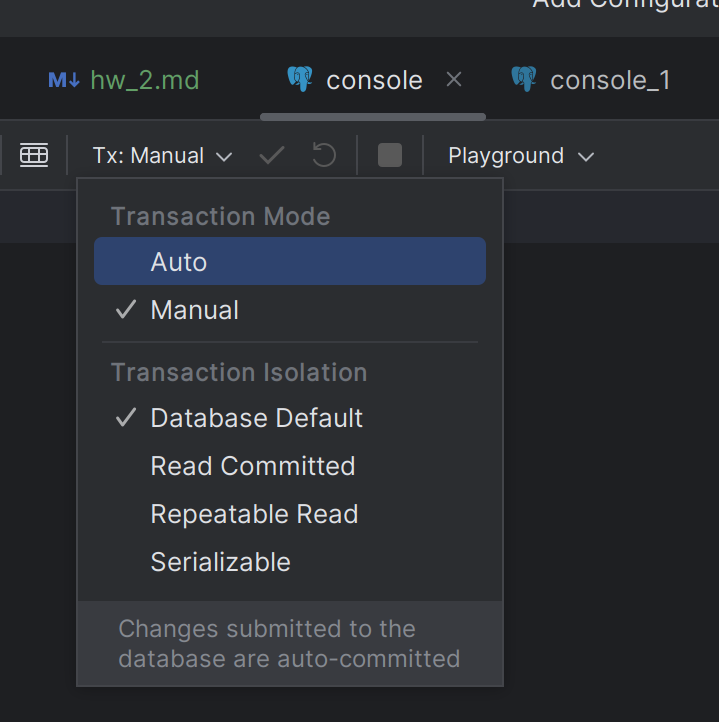 Add Configurat
hw_2.md
console
console_1
Tx: Manual
Playground
Transaction Mode
Auto
Manual
Transaction Isolation
Database Default
Read Committed
Repeatable Read
Serializable
Changes submitted to the
database are auto-committed